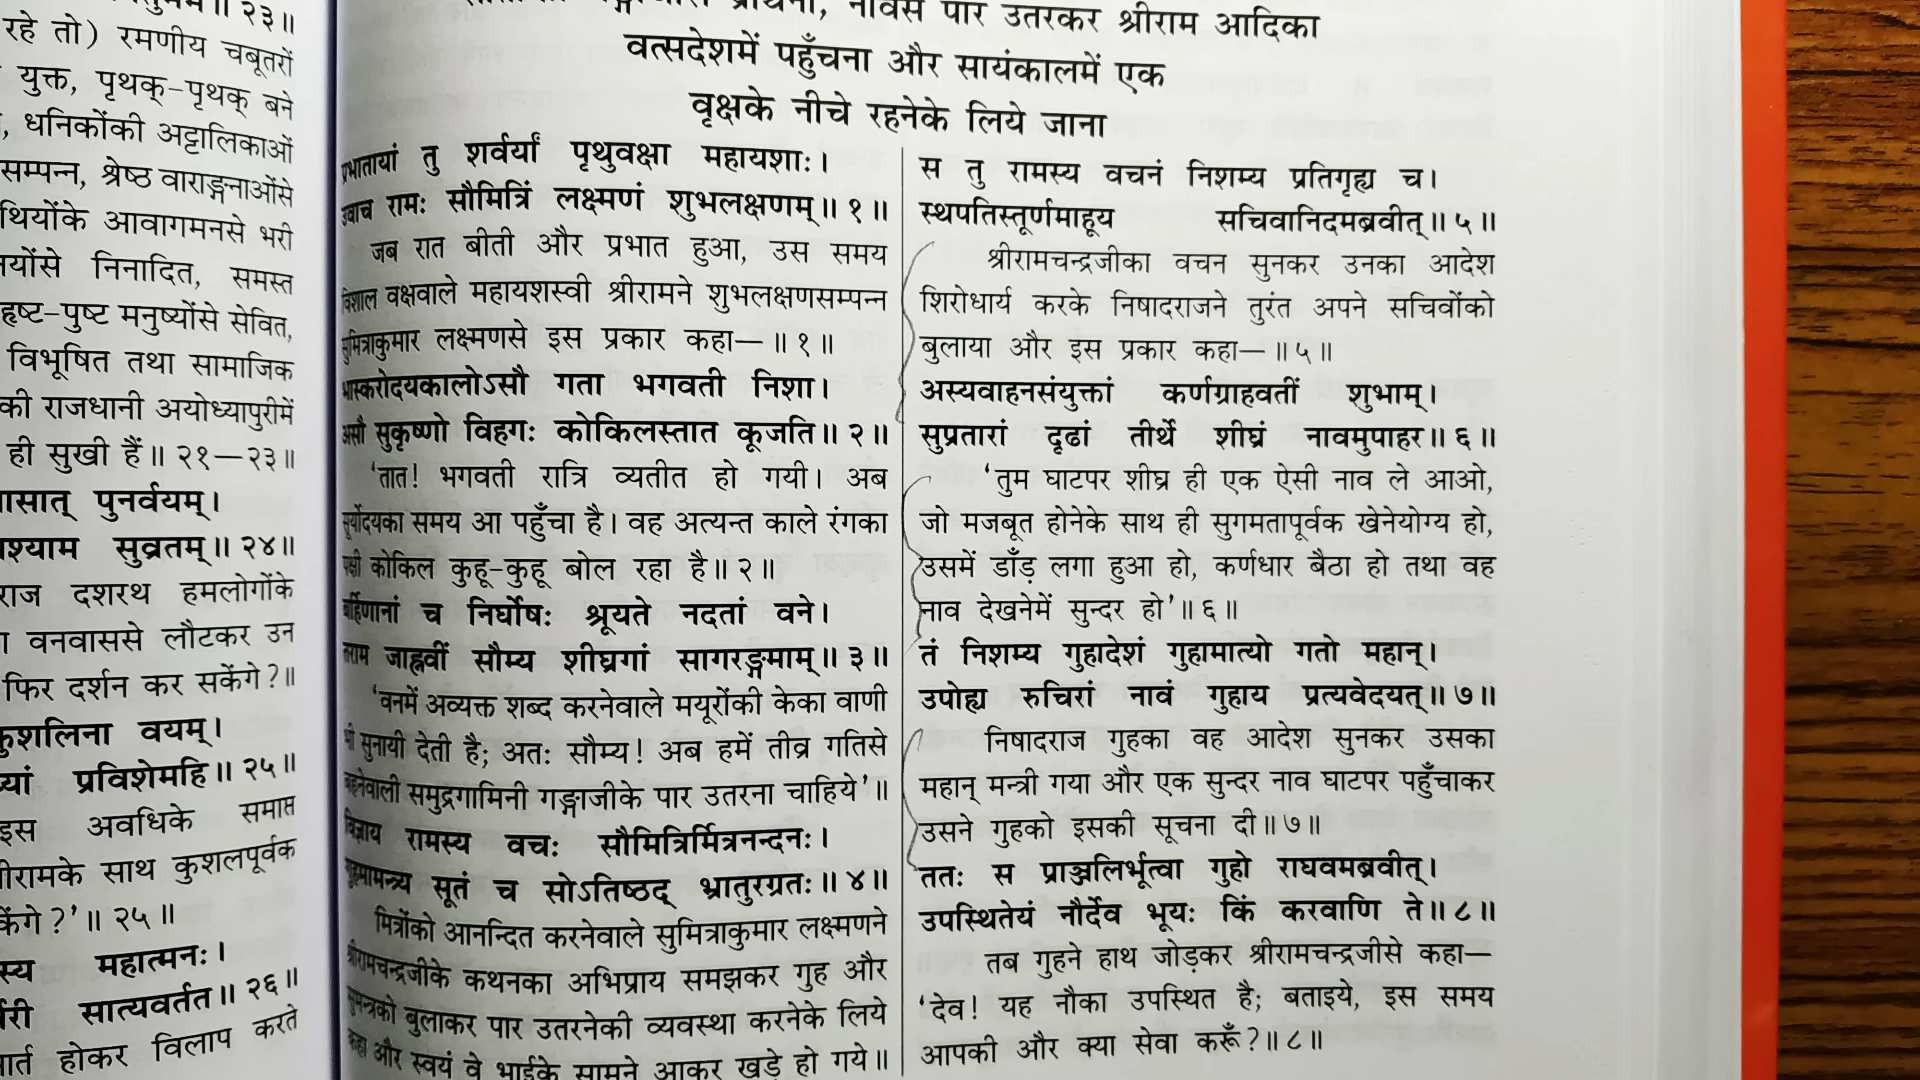 रहे तो) रमणीय चबूतरों
युक्त, पृथक्-पृथक् बने
धनिकोंकी अट्टालिकाओं
सम्पन्न, श्रेष्ठ वाराङ्गनाओंसे
आवागमनसे भरी
निनादित, समस्त
हृष्ट-पुष्ट मनुष्योंसे सेवित,
विभूषित तथा सामाजिक
की राजधानी अयोध्यापुरीमें
ही सुखी हैं॥ २१—२३॥
पुनर्वयम्।
सुव्रतम्॥ २४॥
दशरथ हमलोगोंके
वनवाससे लौटकर उन
फिर दर्शन कर सकेंगे?॥
वयम्।
प्रविशेमहि॥ २५॥
इस अवधिके समाप्त
साथ कुशलपूर्वक
॥ २५ ॥
महात्मनः।
सात्यवर्तत॥ २६॥
होकर विलाप करते
पार उतरकर श्रीराम आदिका
वत्सदेशमें पहुँचना और सायंकालमें एक
वृक्षके नीचे रहनेके लिये जाना
प्रभातायां तु शर्वर्यां पृथुवक्षा महायशाः।
उवाच रामः सौमित्रिं लक्ष्मणं शुभलक्षणम्॥ १॥
जब रात बीती और प्रभात हुआ, उस समय
विशाल वक्षवाले महायशस्वी श्रीरामने शुभलक्षणसम्पन्न
सुमित्राकुमार लक्ष्मणसे इस प्रकार कहा—॥१॥
भास्करोदयकालोऽसौ गता भगवती निशा।
असौ सुकृष्णो विहगः कोकिलस्तात कूजति॥ २॥
‘तात! भगवती रात्रि व्यतीत हो गयी। अब
सूर्योदयका समय आ पहुँचा है। वह अत्यन्त काले रंगका
पक्षी कोकिल कुहू-कुहू बोल रहा है॥ २॥
बर्हिणानां च निर्घोषः श्रूयते नदतां वने।
तराम जाह्नवीं सौम्य शीघ्रगां सागरङ्गमाम्॥ ३॥
‘वनमें अव्यक्त शब्द करनेवाले मयूरोंकी केका वाणी
भी सुनायी देती है; अतः सौम्य! अब हमें तीव्र गतिसे
बहनेवाली समुद्रगामिनी गङ्गाजीके पार उतरना चाहिये’॥
विज्ञाय रामस्य वचः सौमित्रिर्मित्रनन्दनः।
गुहमामन्त्र्य सूतं च सोऽतिष्ठद् भ्रातुरग्रतः॥ ४॥
मित्रोंको आनन्दित करनेवाले सुमित्राकुमार लक्ष्मणने
श्रीरामचन्द्रजीके कथनका अभिप्राय समझकर गुह और
सुमन्त्रको बुलाकर पार उतरनेकी व्यवस्था करनेके लिये
कहा और स्वयं वे भाईके सामने आकर खड़े हो गये॥
स तु रामस्य वचनं निशम्य प्रतिगृह्य च।
स्थपतिस्तूर्णमाहूय सचिवानिदमब्रवीत्॥ ५॥
श्रीरामचन्द्रजीका वचन सुनकर उनका आदेश
शिरोधार्य करके निषादराजने तुरंत अपने सचिवोंको
बुलाया और इस प्रकार कहा—॥५॥
अस्यवाहनसंयुक्तां कर्णग्राहवतीं शुभाम्।
सुप्रतारां दृढां तीर्थे शीघ्रं नावमुपाहर॥ ६॥
‘तुम घाटपर शीघ्र ही एक ऐसी नाव ले आओ,
जो मजबूत होनेके साथ ही सुगमतापूर्वक खेनेयोग्य हो,
उसमें डाँड़ लगा हुआ हो, कर्णधार बैठा हो तथा वह
नाव देखनेमें सुन्दर हो’॥६॥
तं निशम्य गुहादेशं गुहामात्यो गतो महान्।
उपोह्य रुचिरां नावं गुहाय प्रत्यवेदयत्॥ ७॥
निषादराज गुहका वह आदेश सुनकर उसका
महान् मन्त्री गया और एक सुन्दर नाव घाटपर पहुँचाकर
उसने गुहको इसकी सूचना दी॥७॥
ततः स प्राञ्जलिर्भूत्वा गुहो राघवमब्रवीत्।
उपस्थितेयं नौर्देव भूयः किं करवाणि ते॥ ८॥
तब गुहने हाथ जोड़कर श्रीरामचन्द्रजीसे कहा—
‘देव! यह नौका उपस्थित है; बताइये, इस समय
आपकी और क्या सेवा करूँ?॥८॥